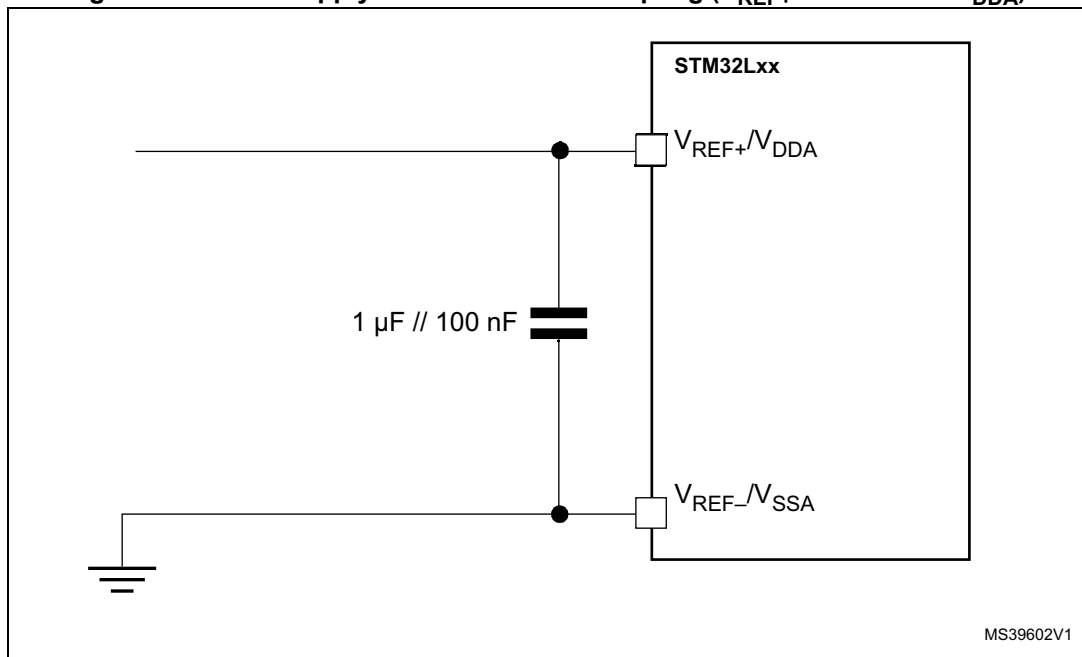 STM32Lxx
VREF+/VDDA
1 µF // 100 nF
VREF–/VSSA
MS39602V1